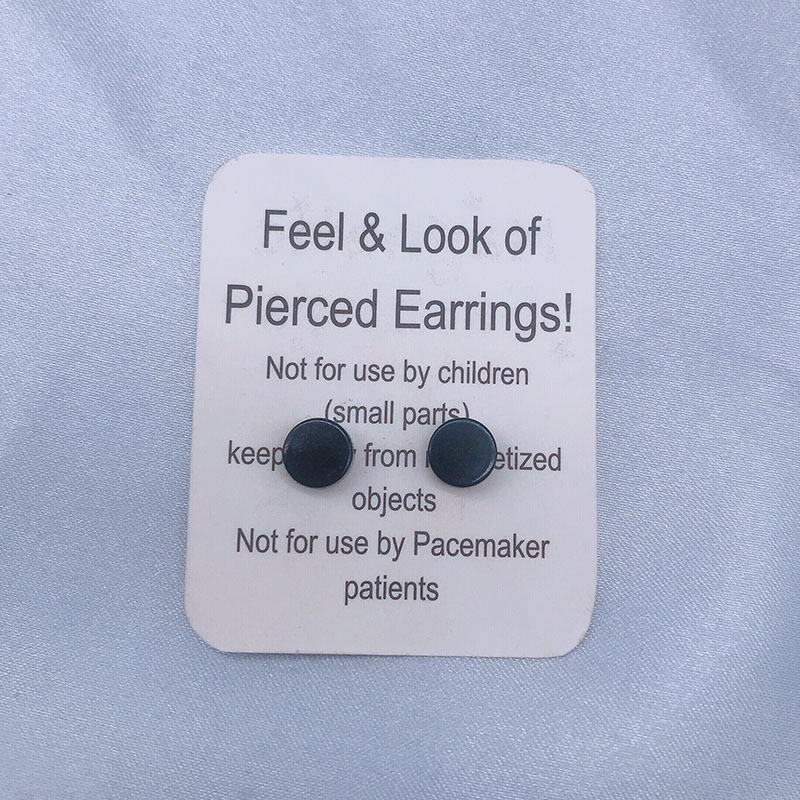 Feel & Look of
Pierced Earrings!
Not for use by children
(small parts)
keep from
objects
Not for use by Pacemaker
patients